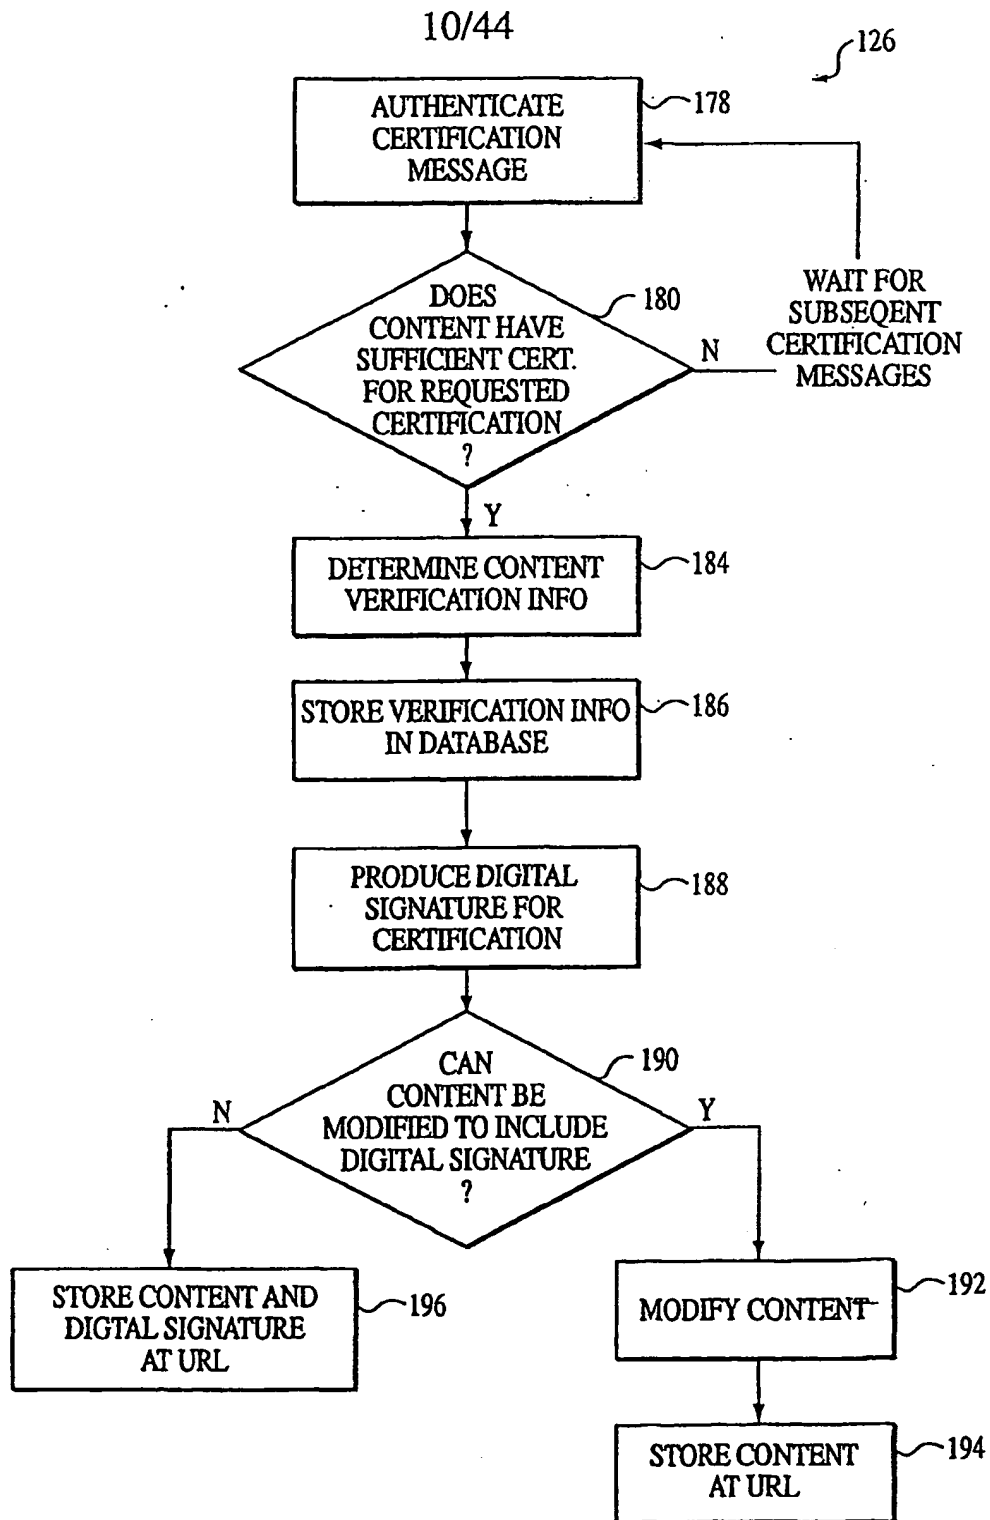 10/44
126
AUTHENTICATE
CERTIFICATION
MESSAGE
178
DOES
CONTENT HAVE
SUFFICIENT CERT.
FOR REQUESTED
CERTIFICATION
?
180
N
WAIT FOR
SUBSEQENT
CERTIFICATION
MESSAGES
Y
DETERMINE CONTENT
VERIFICATION INFO
184
STORE VERIFICATION INFO
IN DATABASE
186
PRODUCE DIGITAL
SIGNATURE FOR
CERTIFICATION
188
CAN
CONTENT BE
MODIFIED TO INCLUDE
DIGITAL SIGNATURE
?
190
N
Y
STORE CONTENT AND
DIGTAL SIGNATURE
AT URL
196
MODIFY CONTENT
192
STORE CONTENT
AT URL
194